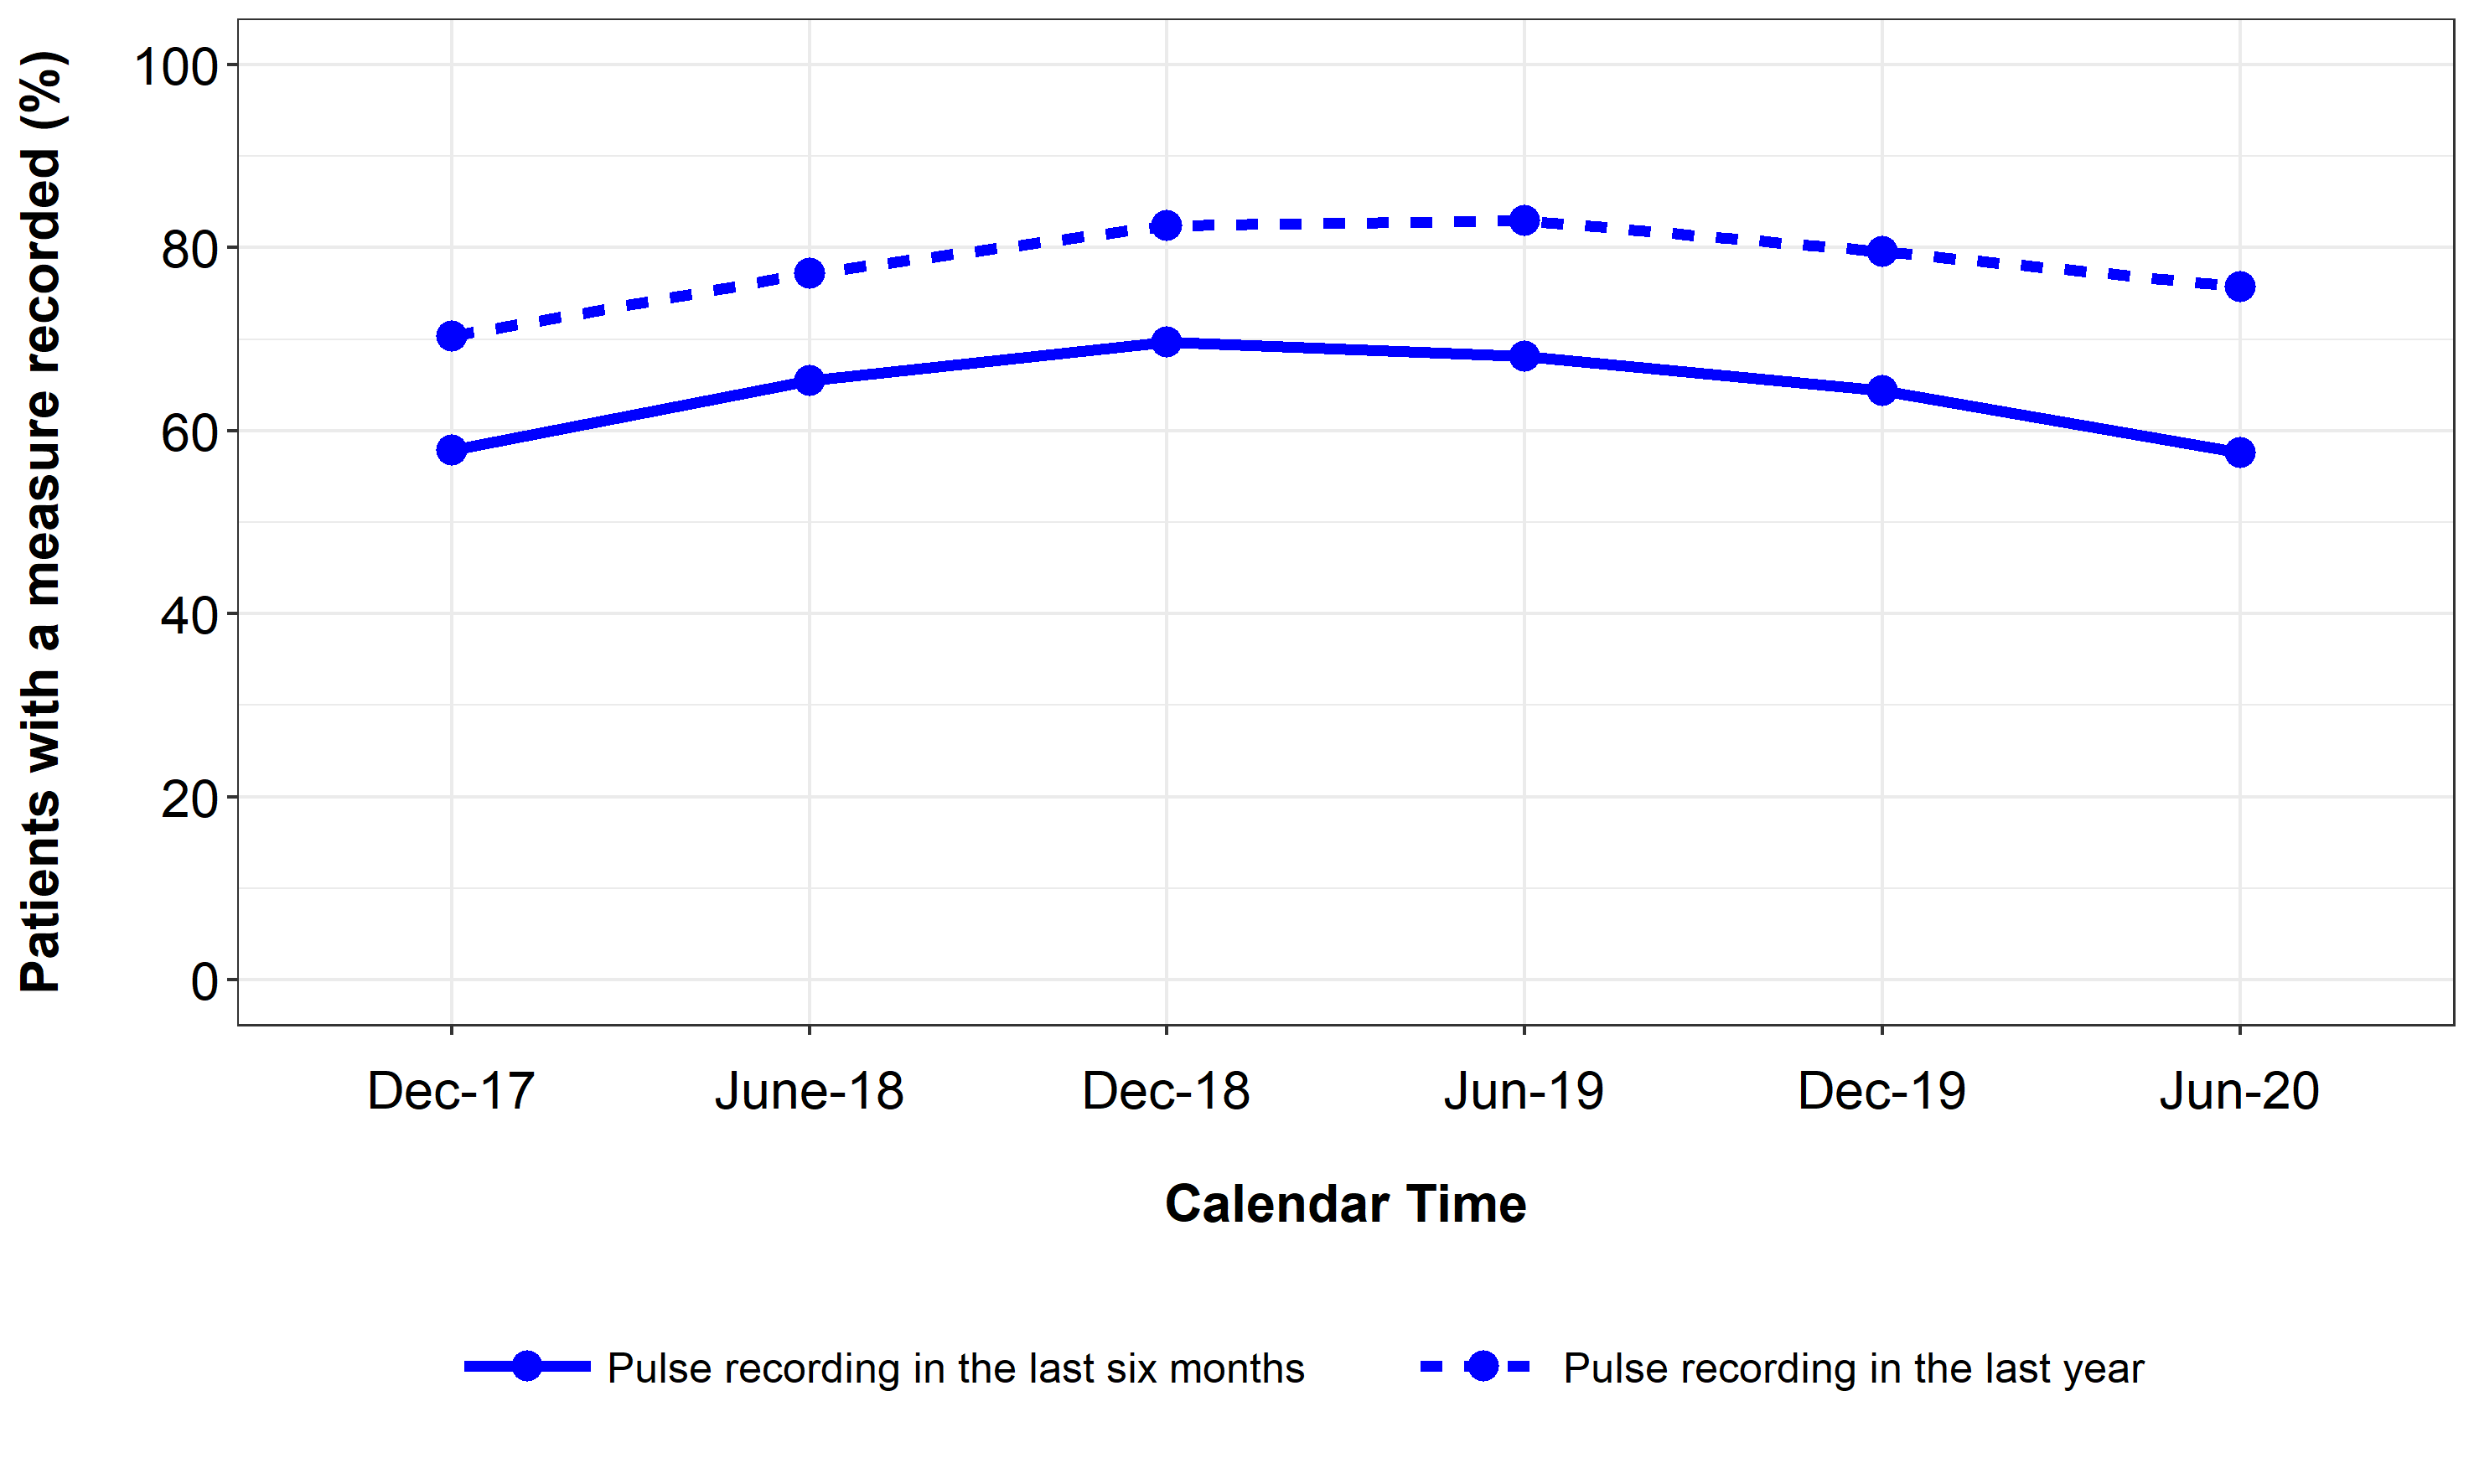 Patients with a measure recorded (%)
100
80
60
40
20
0
Dec-17 June-18 Dec-18 Jun-19 Dec-19 Jun-20
Calendar Time
Pulse recording in the last six months Pulse recording in the last year